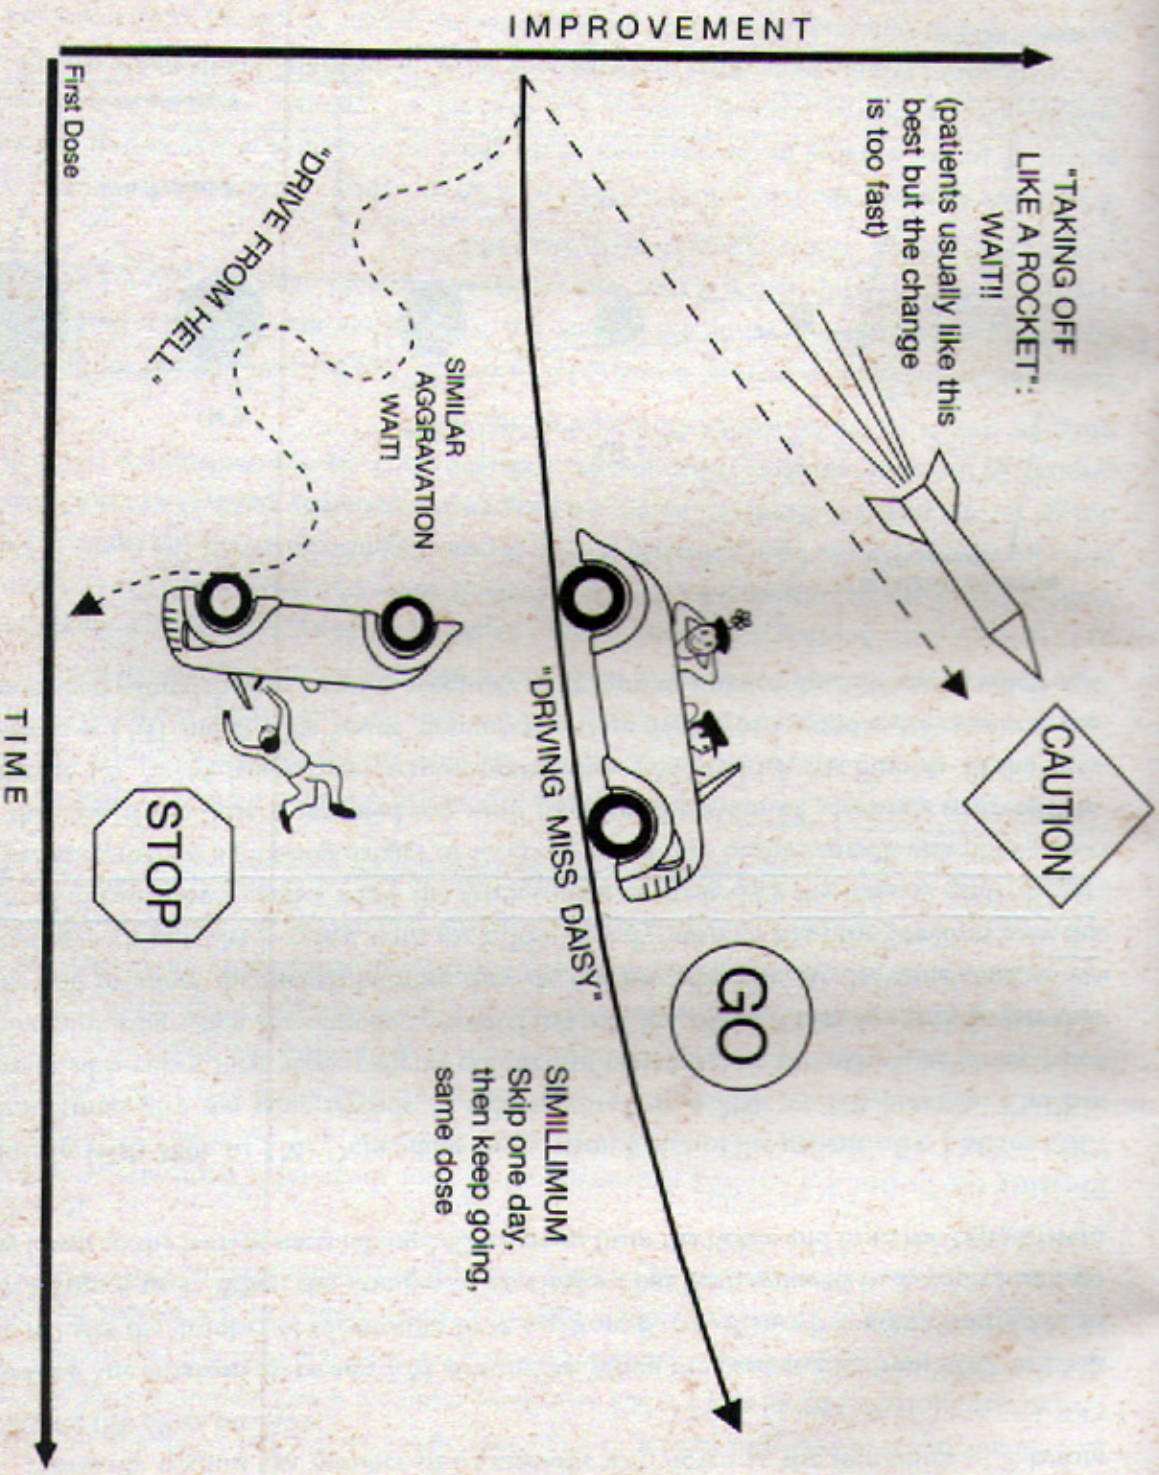 IMPROVEMENT
"TAKING OFF
LIKE A ROCKET":
WAIT!!
(patients usually like this
best but the change
is too fast)
CAUTION
GO
"DRIVING MISS DAISY"
SIMILLIMUM
Skip one day,
then keep going,
same dose
SIMILAR
AGGRAVATION
WAIT!
"DRIVE FROM HELL"
STOP
First Dose
TIME